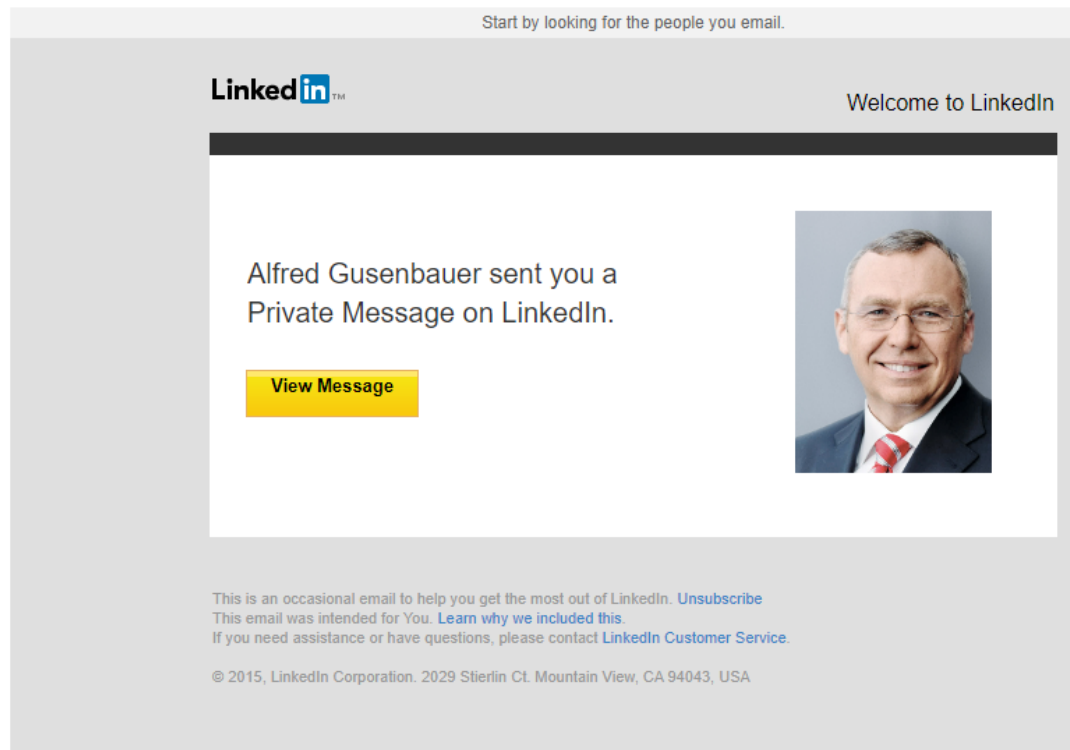 Start by looking for the people you email.
Linked in TM
Welcome to LinkedIn
Alfred Gusenbauer sent you a
Private Message on LinkedIn.
View Message
This is an occasional email to help you get the most out of LinkedIn. Unsubscribe
This email was intended for You. Learn why we included this.
If you need assistance or have questions, please contact LinkedIn Customer Service.
© 2015, LinkedIn Corporation. 2029 Stierlin Ct. Mountain View, CA 94043, USA